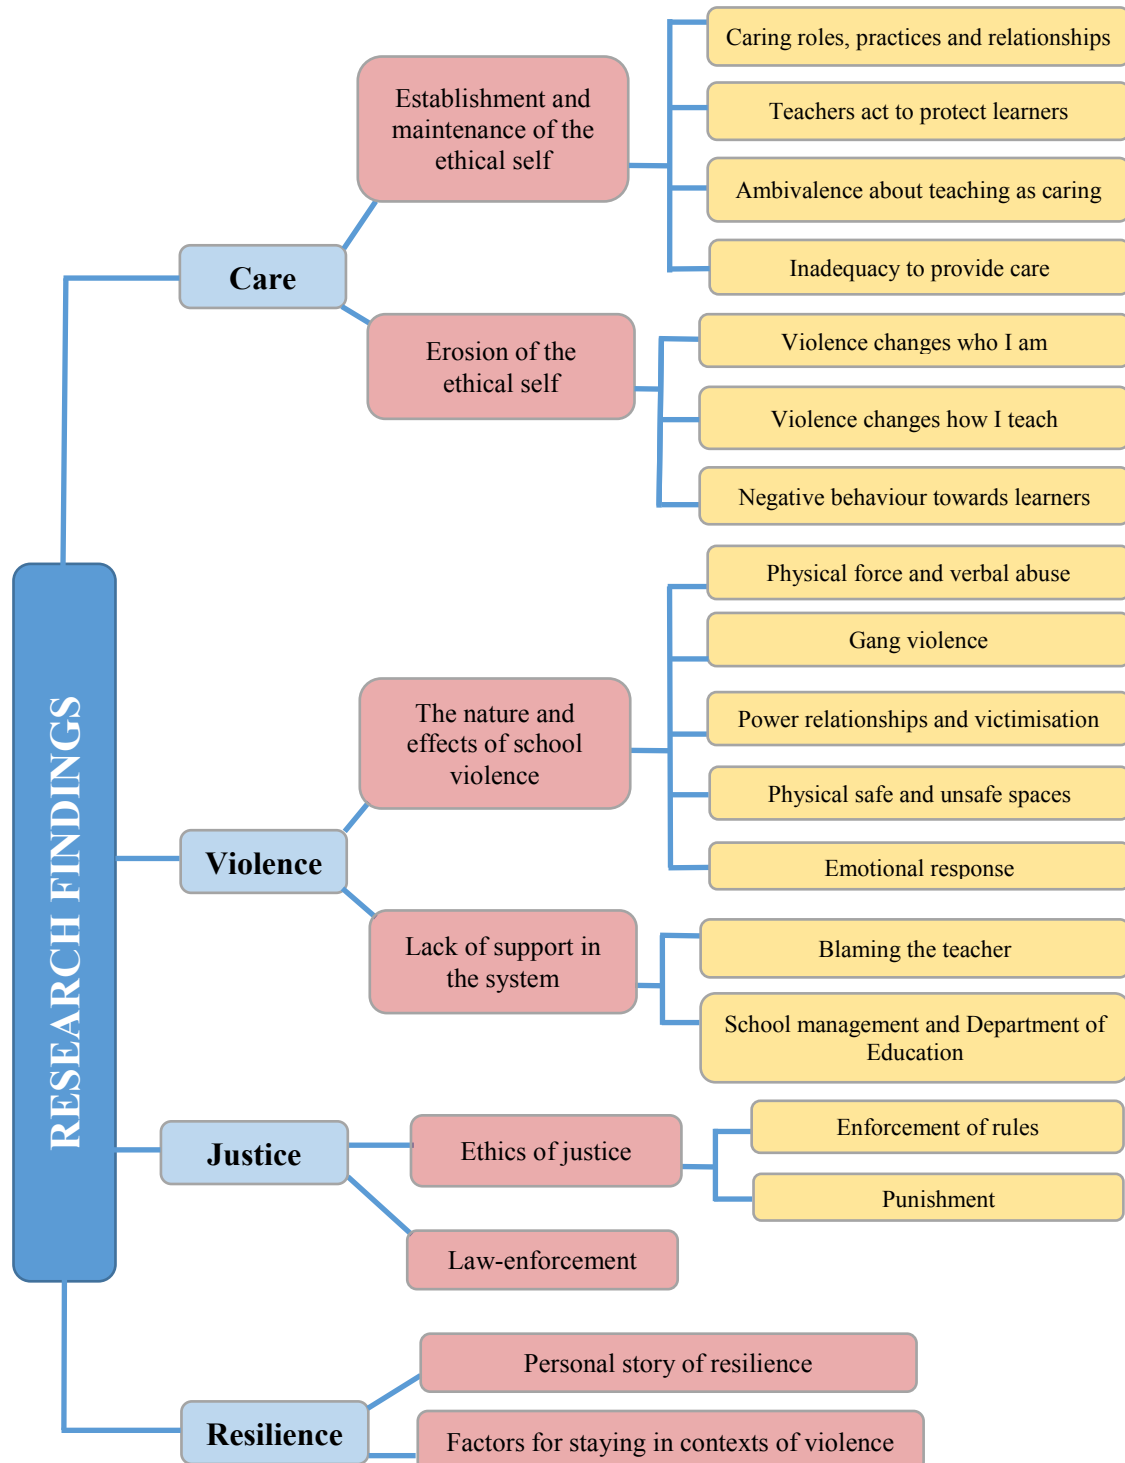 RESEARCH FINDINGS
Care
Establishment and
maintenance of the
ethical self
Caring roles, practices and relationships
Teachers act to protect learners
Ambivalence about teaching as caring
Inadequacy to provide care
Erosion of the
ethical self
Violence changes who I am
Violence changes how I teach
Negative behaviour towards learners
Violence
The nature and
effects of school
violence
Physical force and verbal abuse
Gang violence
Power relationships and victimisation
Physical safe and unsafe spaces
Emotional response
Lack of support in
the system
Blaming the teacher
School management and Department of
Education
Justice
Ethics of justice
Enforcement of rules
Punishment
Law-enforcement
Resilience
Personal story of resilience
Factors for staying in contexts of violence